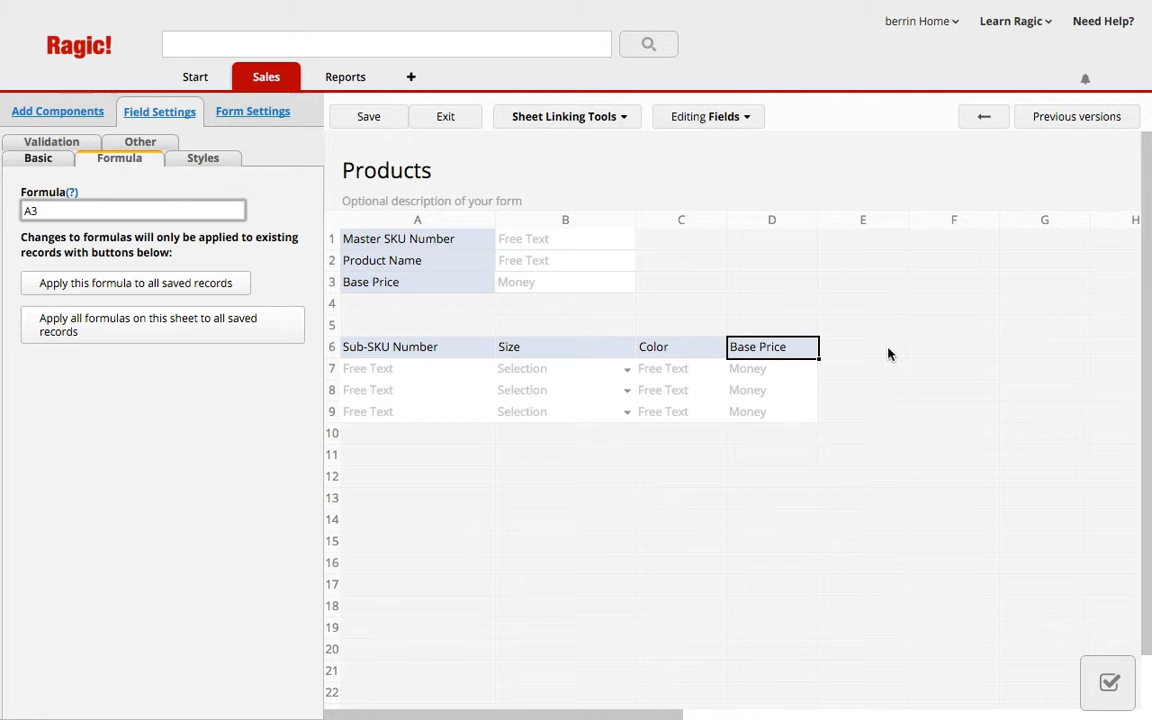 berrin Home Learn Ragic Need Help?
Ragic!
Start Sales Reports +
Add Components Field Settings Form Settings
Save Exit Sheet Linking Tools Editing Fields Previous versions
Validation Other
Basic Formula Styles
Products
Formula(?)
A3
Optional description of your form
A B C D E F G H
Changes to formulas will only be applied to existing
records with buttons below:
Apply this formula to all saved records
Apply all formulas on this sheet to all saved
records
1 Master SKU Number Free Text
2 Product Name Free Text
3 Base Price Money
4
5
6 Sub-SKU Number Size Color Base Price
7 Free Text Selection Free Text Money
8 Free Text Selection Free Text Money
9 Free Text Selection Free Text Money
10
11
12
13
14
15
16
17
18
19
20
21
22